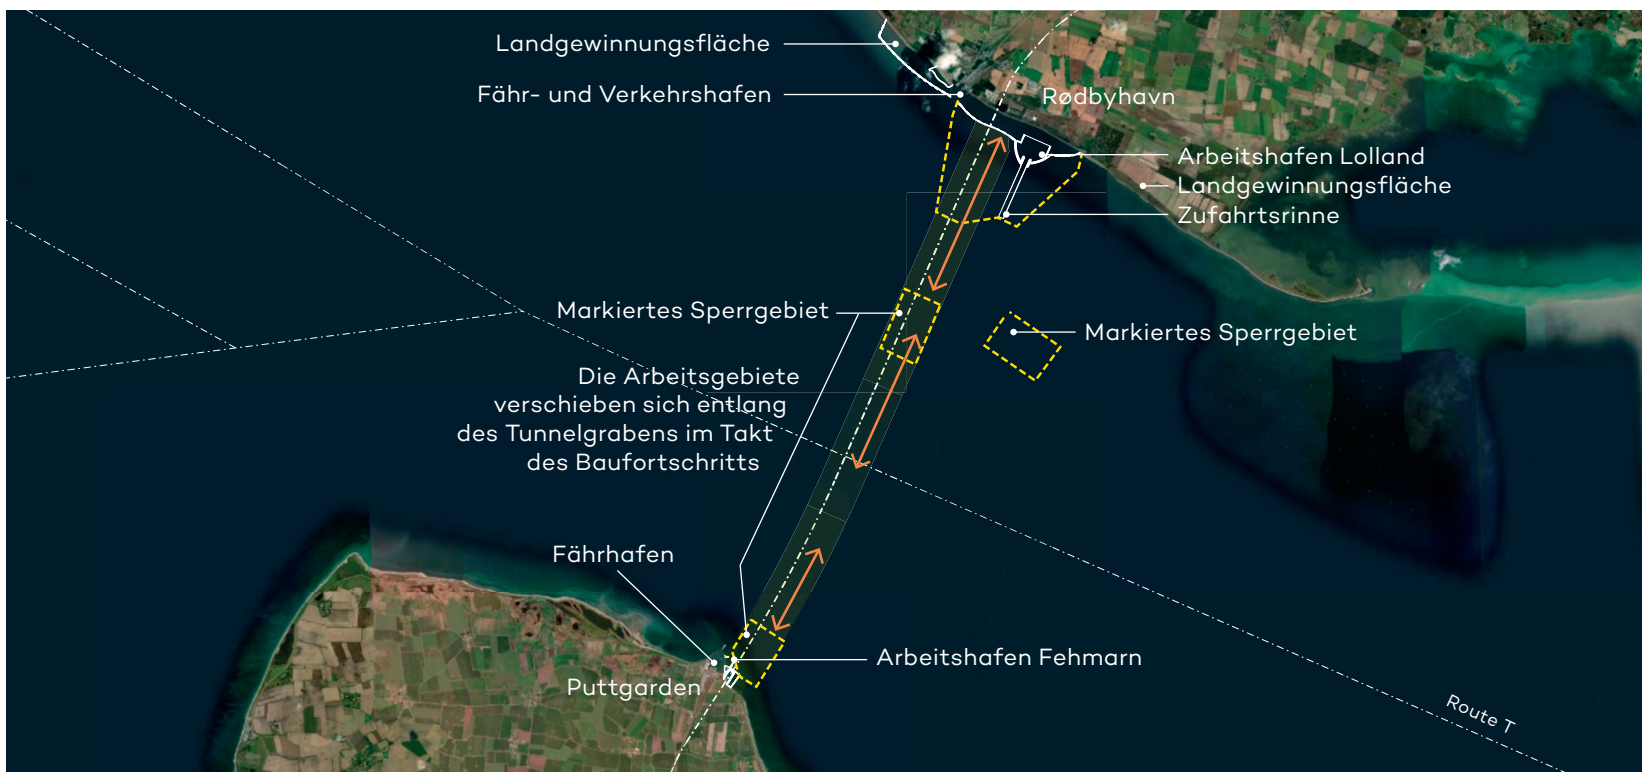 Landgewinnungsfläche
Fähr- und Verkehrshafen
Rødbyhavn
Arbeitshafen Lolland
Landgewinnungsfläche
Zufahrtsrinne
Markiertes Sperrgebiet
Markiertes Sperrgebiet
Die Arbeitsgebiete
verschieben sich entlang
des Tunnelgrabens im Takt
des Baufortschritts
Fährhafen
Arbeitshafen Fehmarn
Puttgarden
Route T